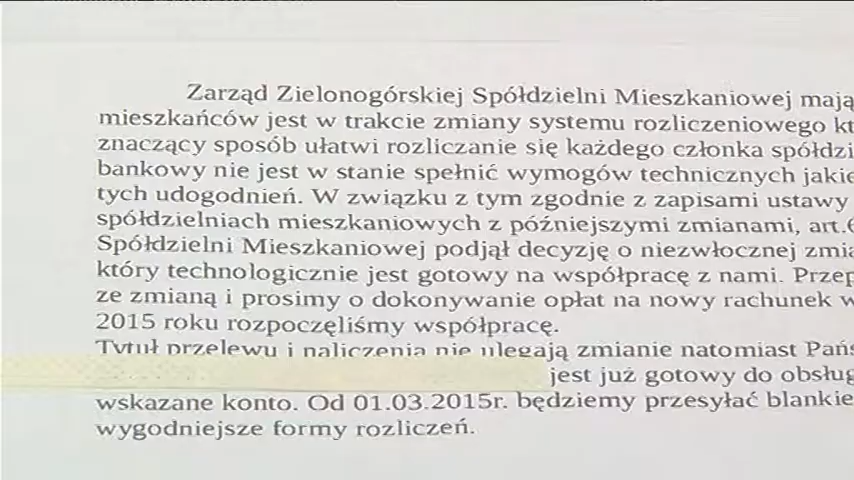 Zarząd Zielonogórskiej Spółdzielni Mieszkaniowej mają
mieszkańców jest w trakcie zmiany systemu rozliczeniowego kt
znaczący sposób ułatwi rozliczanie się każdego członka spółdzi
bankowy nie jest w stanie spełnić wymogów technicznych jakie
tych udogodnień. W związku z tym zgodnie z zapisami ustawy
spółdzielniach mieszkaniowych z późniejszymi zmianami, art.6
Spółdzielni Mieszkaniowej podjął decyzję o niezwłocznej zmia
który technologicznie jest gotowy na współpracę z nami. Przep
ze zmianą i prosimy o dokonywanie opłat na nowy rachunek w
2015 roku rozpoczęliśmy współpracę.
Tytuł przelewu i naliczenia nie ulegają zmianie natomiast Pańs
jest już gotowy do obsług
wskazane konto. Od 01.03.2015r. będziemy przesyłać blankie
wygodniejsze formy rozliczeń.